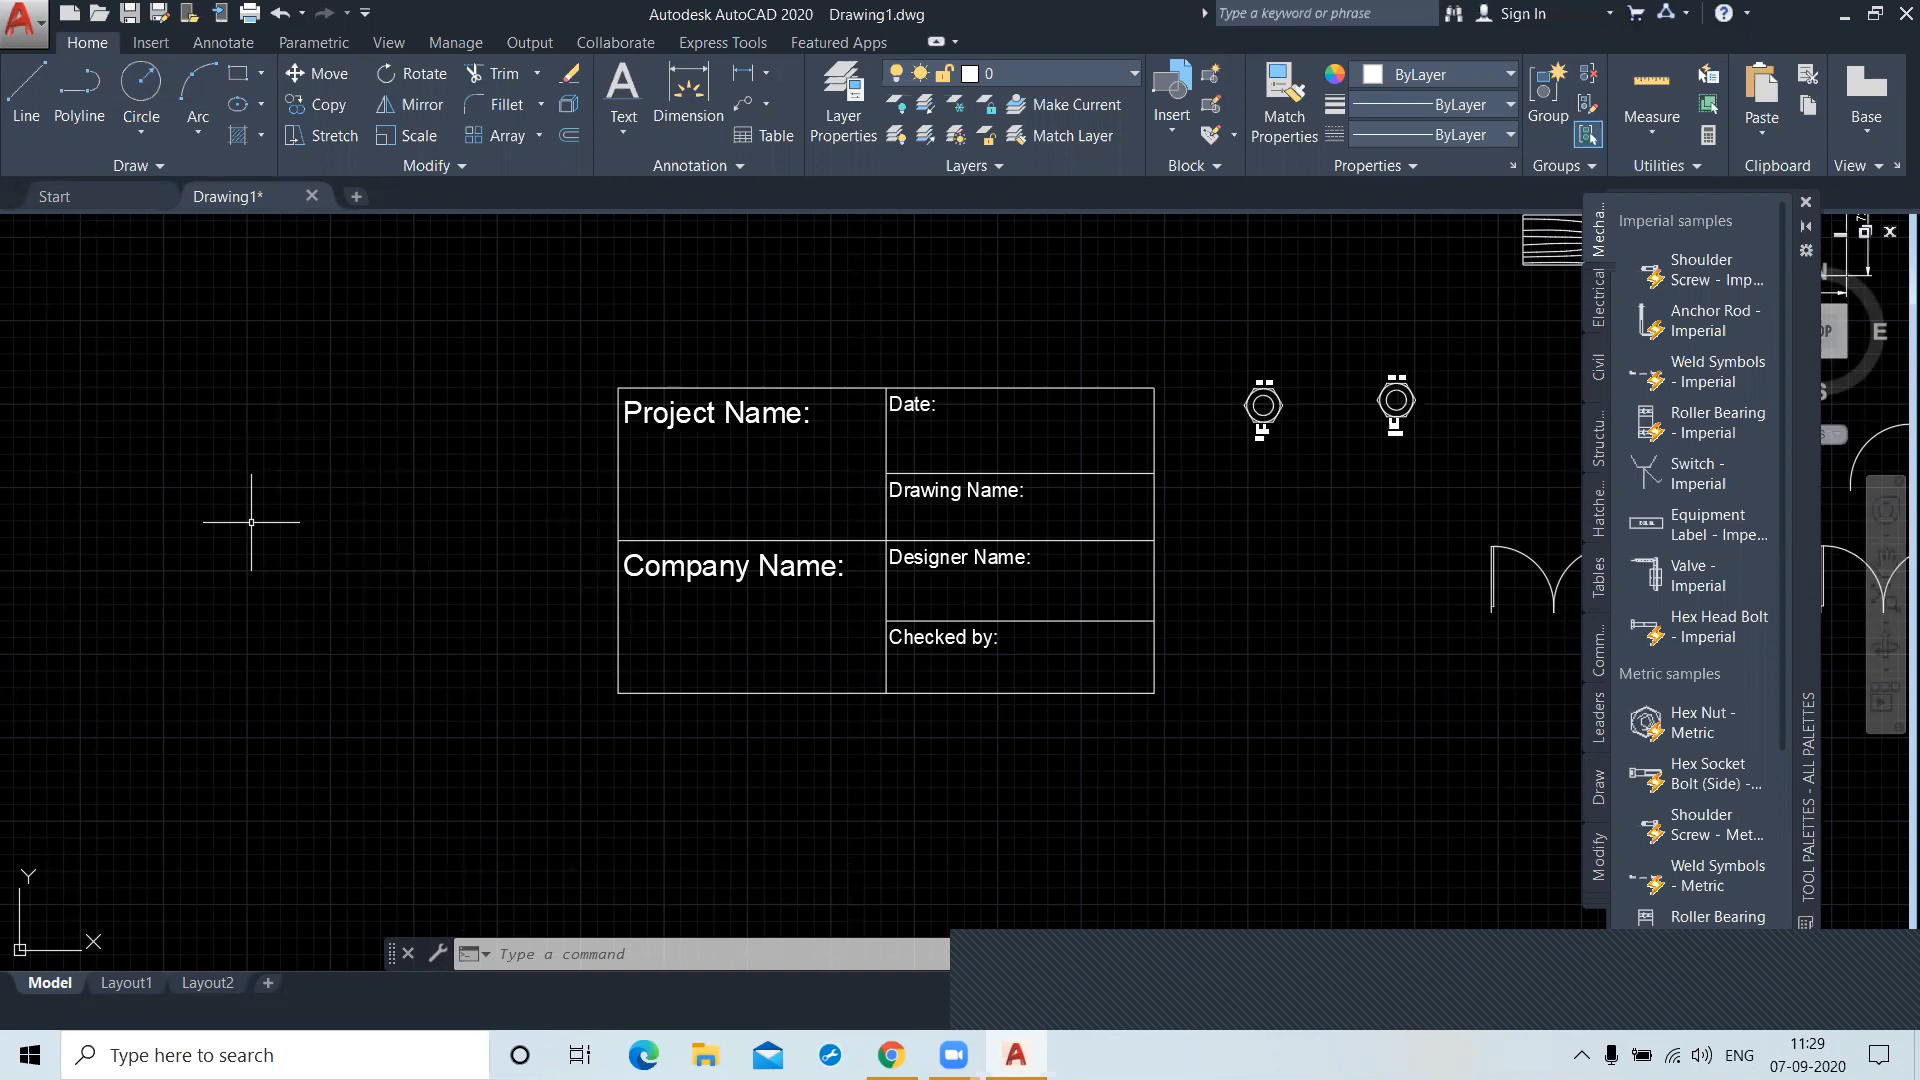 Autodesk AutoCAD 2020 Drawing1.dwg
Type a keyword or phrase
Sign In
Home Insert Annotate Parametric View Manage Output Collaborate Express Tools Featured Apps
Line Polyline Circle Arc
Move Rotate Trim
Copy Mirror Fillet
Stretch Scale Array
Text Dimension Table
Layer Properties
0
Make Current
Match Layer
Insert
Match Properties
ByLayer
ByLayer
ByLayer
Group Measure Paste Base
Draw Modify Annotation Layers Block Properties Groups Utilities Clipboard View
Start Drawing1*
Project Name:
Date:
Drawing Name:
Company Name:
Designer Name:
Checked by:
Mecha...
Electrical
Civil
Structu...
Hatche...
Tables
Comm...
Leaders
Draw
Modify
Imperial samples
Shoulder
Screw - Imp...
Anchor Rod -
Imperial
Weld Symbols
- Imperial
Roller Bearing
- Imperial
Switch -
Imperial
Equipment
Label - Impe...
Valve -
Imperial
Hex Head Bolt
- Imperial
Metric samples
Hex Nut -
Metric
Hex Socket
Bolt (Side) -...
Shoulder
Screw - Met...
Weld Symbols
- Metric
Roller Bearing
TOOL PALETTES - ALL PALETTES
E
Y
X
Type a command
Model Layout1 Layout2
Type here to search
ENG
11:29
07-09-2020